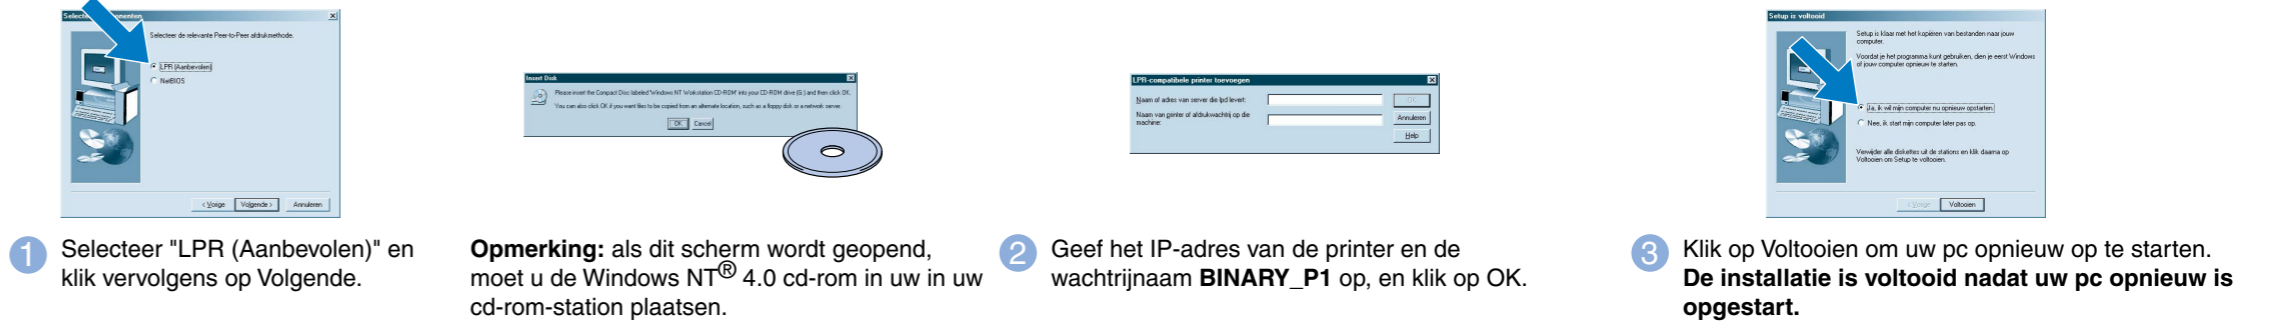 Selecteer de relevante Peer-to-Peer afdrukmethode.
LPR (Aanbevolen)
NetBIOS
< Vorige
Volgende >
Annuleren
1
Selecteer "LPR (Aanbevolen)" en
klik vervolgens op Volgende.
Insert Disk
Please insert the Compact Disc labeled 'Windows NT Workstation CD-ROM' into your CD-ROM drive (G:) and then click OK.
You can also click OK if you want files to be copied from an alternate location, such as a floppy disk or a network server.
OK
Cancel
Opmerking: als dit scherm wordt geopend,
moet u de Windows NT® 4.0 cd-rom in uw in uw
cd-rom-station plaatsen.
LPR-compatibele printer toevoegen
Naam of adres van server die lpd levert:
OK
Naam van printer of afdrukwachtrij op die
machine:
Annuleren
Help
2
Geef het IP-adres van de printer en de
wachtrijnaam BINARY_P1 op, en klik op OK.
Setup is voltooid
Setup is klaar met het kopiëren van bestanden naar jouw
computer.
Voordat je het programma kunt gebruiken, dien je eerst Windows
of jouw computer opnieuw te starten.
Ja, ik wil mijn computer nu opnieuw opstarten.
Nee, ik start mijn computer later pas op.
Verwijder alle diskettes uit de stations en klik daarna op
Voltooien om Setup te voltooien.
< Vorige
Voltooien
3
Klik op Voltooien om uw pc opnieuw op te starten.
De installatie is voltooid nadat uw pc opnieuw is
opgestart.